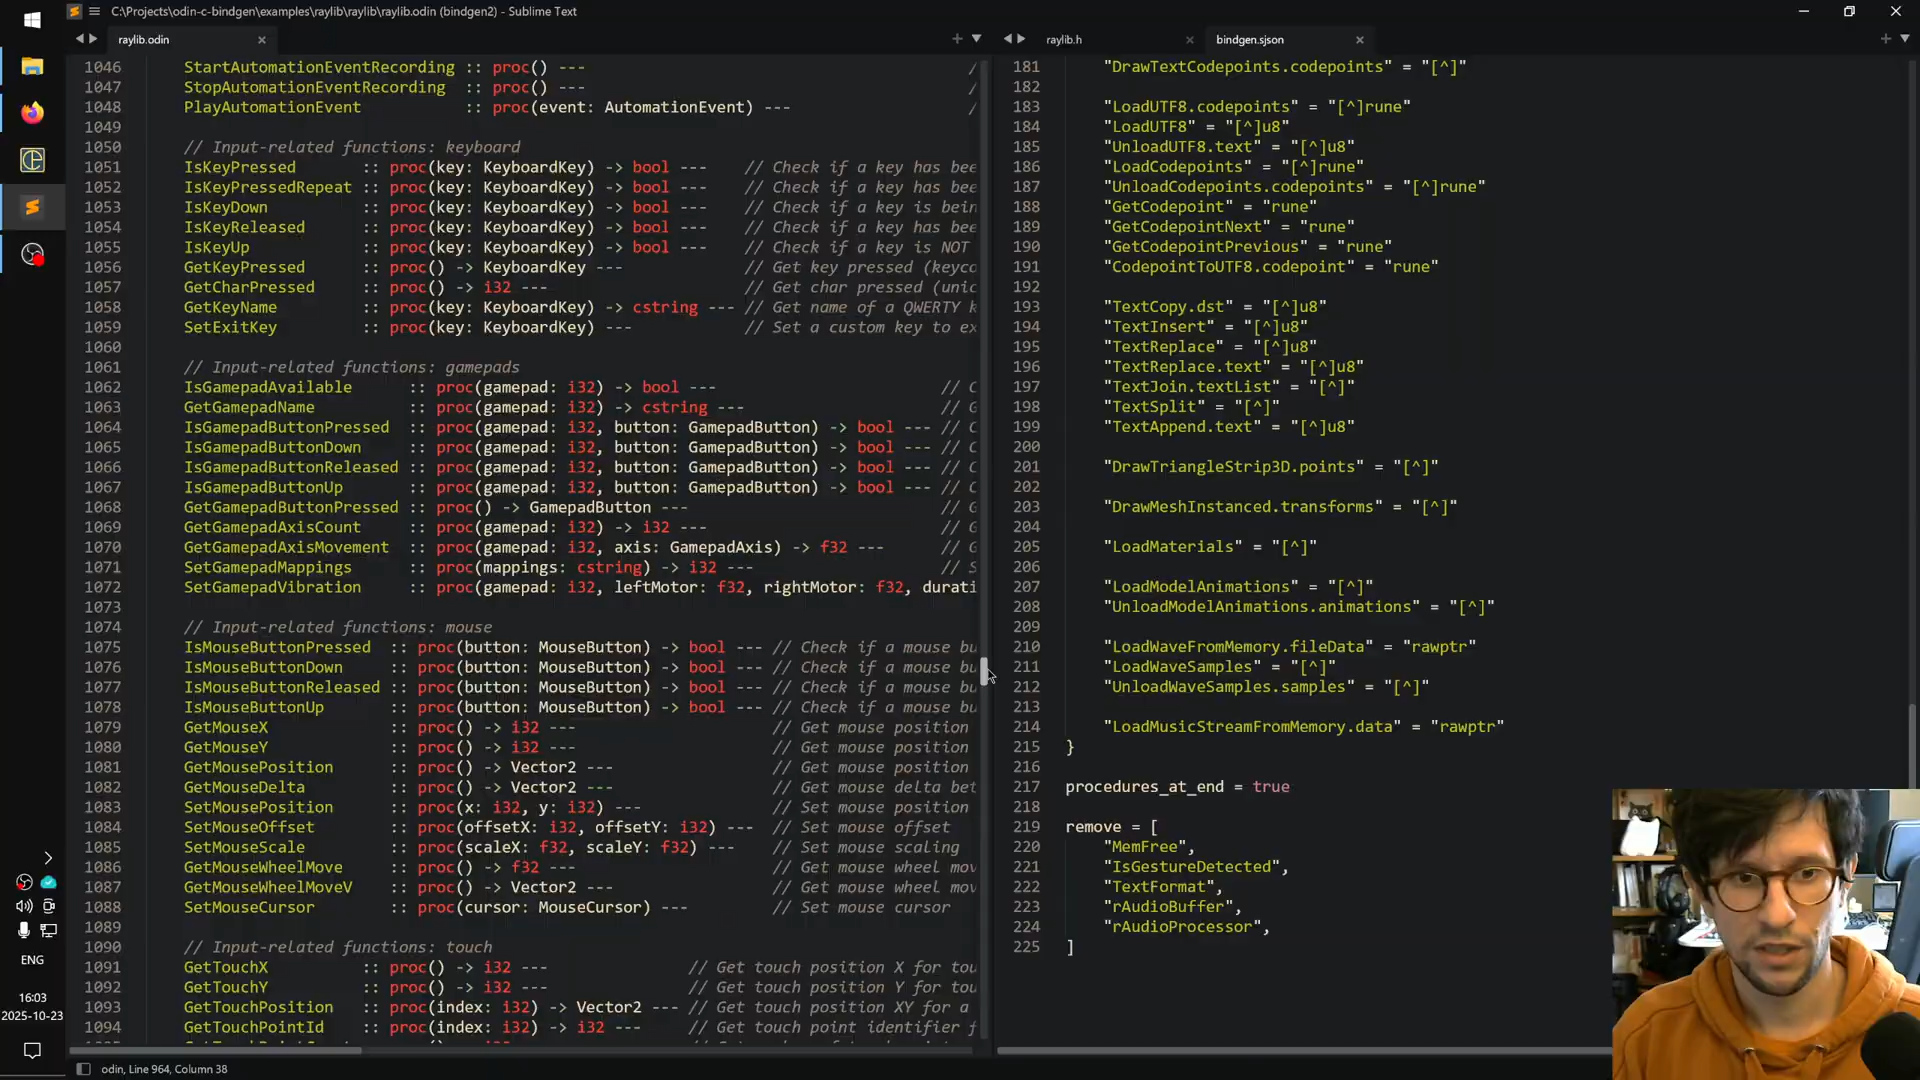 C:\Projects\odin-c-bindgen\examples\raylib\raylib\raylib.odin (bindgen2) - Sublime Text
raylib.odin
1046 StartAutomationEventRecording :: proc() --- /
1047 StopAutomationEventRecording :: proc() --- /
1048 PlayAutomationEvent :: proc(event: AutomationEvent) --- /
1049
1050 // Input-related functions: keyboard
1051 IsKeyPressed :: proc(key: KeyboardKey) -> bool --- // Check if a key has bee
1052 IsKeyPressedRepeat :: proc(key: KeyboardKey) -> bool --- // Check if a key has bee
1053 IsKeyDown :: proc(key: KeyboardKey) -> bool --- // Check if a key is bein
1054 IsKeyReleased :: proc(key: KeyboardKey) -> bool --- // Check if a key has bee
1055 IsKeyUp :: proc(key: KeyboardKey) -> bool --- // Check if a key is NOT
1056 GetKeyPressed :: proc() -> KeyboardKey --- // Get key pressed (keyco
1057 GetCharPressed :: proc() -> i32 --- // Get char pressed (unic
1058 GetKeyName :: proc(key: KeyboardKey) -> cstring --- // Get name of a QWERTY k
1059 SetExitKey :: proc(key: KeyboardKey) --- // Set a custom key to ex
1060
1061 // Input-related functions: gamepads
1062 IsGamepadAvailable :: proc(gamepad: i32) -> bool --- // C
1063 GetGamepadName :: proc(gamepad: i32) -> cstring --- // G
1064 IsGamepadButtonPressed :: proc(gamepad: i32, button: GamepadButton) -> bool --- // C
1065 IsGamepadButtonDown :: proc(gamepad: i32, button: GamepadButton) -> bool --- // C
1066 IsGamepadButtonReleased :: proc(gamepad: i32, button: GamepadButton) -> bool --- // C
1067 IsGamepadButtonUp :: proc(gamepad: i32, button: GamepadButton) -> bool --- // C
1068 GetGamepadButtonPressed :: proc() -> GamepadButton --- // G
1069 GetGamepadAxisCount :: proc(gamepad: i32) -> i32 --- // G
1070 GetGamepadAxisMovement :: proc(gamepad: i32, axis: GamepadAxis) -> f32 --- // G
1071 SetGamepadMappings :: proc(mappings: cstring) -> i32 --- // S
1072 SetGamepadVibration :: proc(gamepad: i32, leftMotor: f32, rightMotor: f32, durati
1073
1074 // Input-related functions: mouse
1075 IsMouseButtonPressed :: proc(button: MouseButton) -> bool --- // Check if a mouse bu
1076 IsMouseButtonDown :: proc(button: MouseButton) -> bool --- // Check if a mouse bu
1077 IsMouseButtonReleased :: proc(button: MouseButton) -> bool --- // Check if a mouse bu
1078 IsMouseButtonUp :: proc(button: MouseButton) -> bool --- // Check if a mouse bu
1079 GetMouseX :: proc() -> i32 --- // Get mouse position
1080 GetMouseY :: proc() -> i32 --- // Get mouse position
1081 GetMousePosition :: proc() -> Vector2 --- // Get mouse position
1082 GetMouseDelta :: proc() -> Vector2 --- // Get mouse delta bet
1083 SetMousePosition :: proc(x: i32, y: i32) --- // Set mouse position
1084 SetMouseOffset :: proc(offsetX: i32, offsetY: i32) --- // Set mouse offset
1085 SetMouseScale :: proc(scaleX: f32, scaleY: f32) --- // Set mouse scaling
1086 GetMouseWheelMove :: proc() -> f32 --- // Get mouse wheel mov
1087 GetMouseWheelMoveV :: proc() -> Vector2 --- // Get mouse wheel mov
1088 SetMouseCursor :: proc(cursor: MouseCursor) --- // Set mouse cursor
1089
1090 // Input-related functions: touch
1091 GetTouchX :: proc() -> i32 --- // Get touch position X for tou
1092 GetTouchY :: proc() -> i32 --- // Get touch position Y for tou
1093 GetTouchPosition :: proc(index: i32) -> Vector2 --- // Get touch position XY for a
1094 GetTouchPointId :: proc(index: i32) -> i32 --- // Get touch point identifier f
raylib.h
bindgen.sjson
181 "DrawTextCodepoints.codepoints" = "[^]"
182
183 "LoadUTF8.codepoints" = "[^]rune"
184 "LoadUTF8" = "[^]u8"
185 "UnloadUTF8.text" = "[^]u8"
186 "LoadCodepoints" = "[^]rune"
187 "UnloadCodepoints.codepoints" = "[^]rune"
188 "GetCodepoint" = "rune"
189 "GetCodepointNext" = "rune"
190 "GetCodepointPrevious" = "rune"
191 "CodepointToUTF8.codepoint" = "rune"
192
193 "TextCopy.dst" = "[^]u8"
194 "TextInsert" = "[^]u8"
195 "TextReplace" = "[^]u8"
196 "TextReplace.text" = "[^]u8"
197 "TextJoin.textList" = "[^]"
198 "TextSplit" = "[^]"
199 "TextAppend.text" = "[^]u8"
200
201 "DrawTriangleStrip3D.points" = "[^]"
202
203 "DrawMeshInstanced.transforms" = "[^]"
204
205 "LoadMaterials" = "[^]"
206
207 "LoadModelAnimations" = "[^]"
208 "UnloadModelAnimations.animations" = "[^]"
209
210 "LoadWaveFromMemory.fileData" = "rawptr"
211 "LoadWaveSamples" = "[^]"
212 "UnloadWaveSamples.samples" = "[^]"
213
214 "LoadMusicStreamFromMemory.data" = "rawptr"
215 }
216
217 procedures_at_end = true
218
219 remove = [
220 "MemFree",
221 "IsGestureDetected",
222 "TextFormat",
223 "rAudioBuffer",
224 "rAudioProcessor",
225 ]
ENG
16:03
2025-10-23
odin, Line 964, Column 38